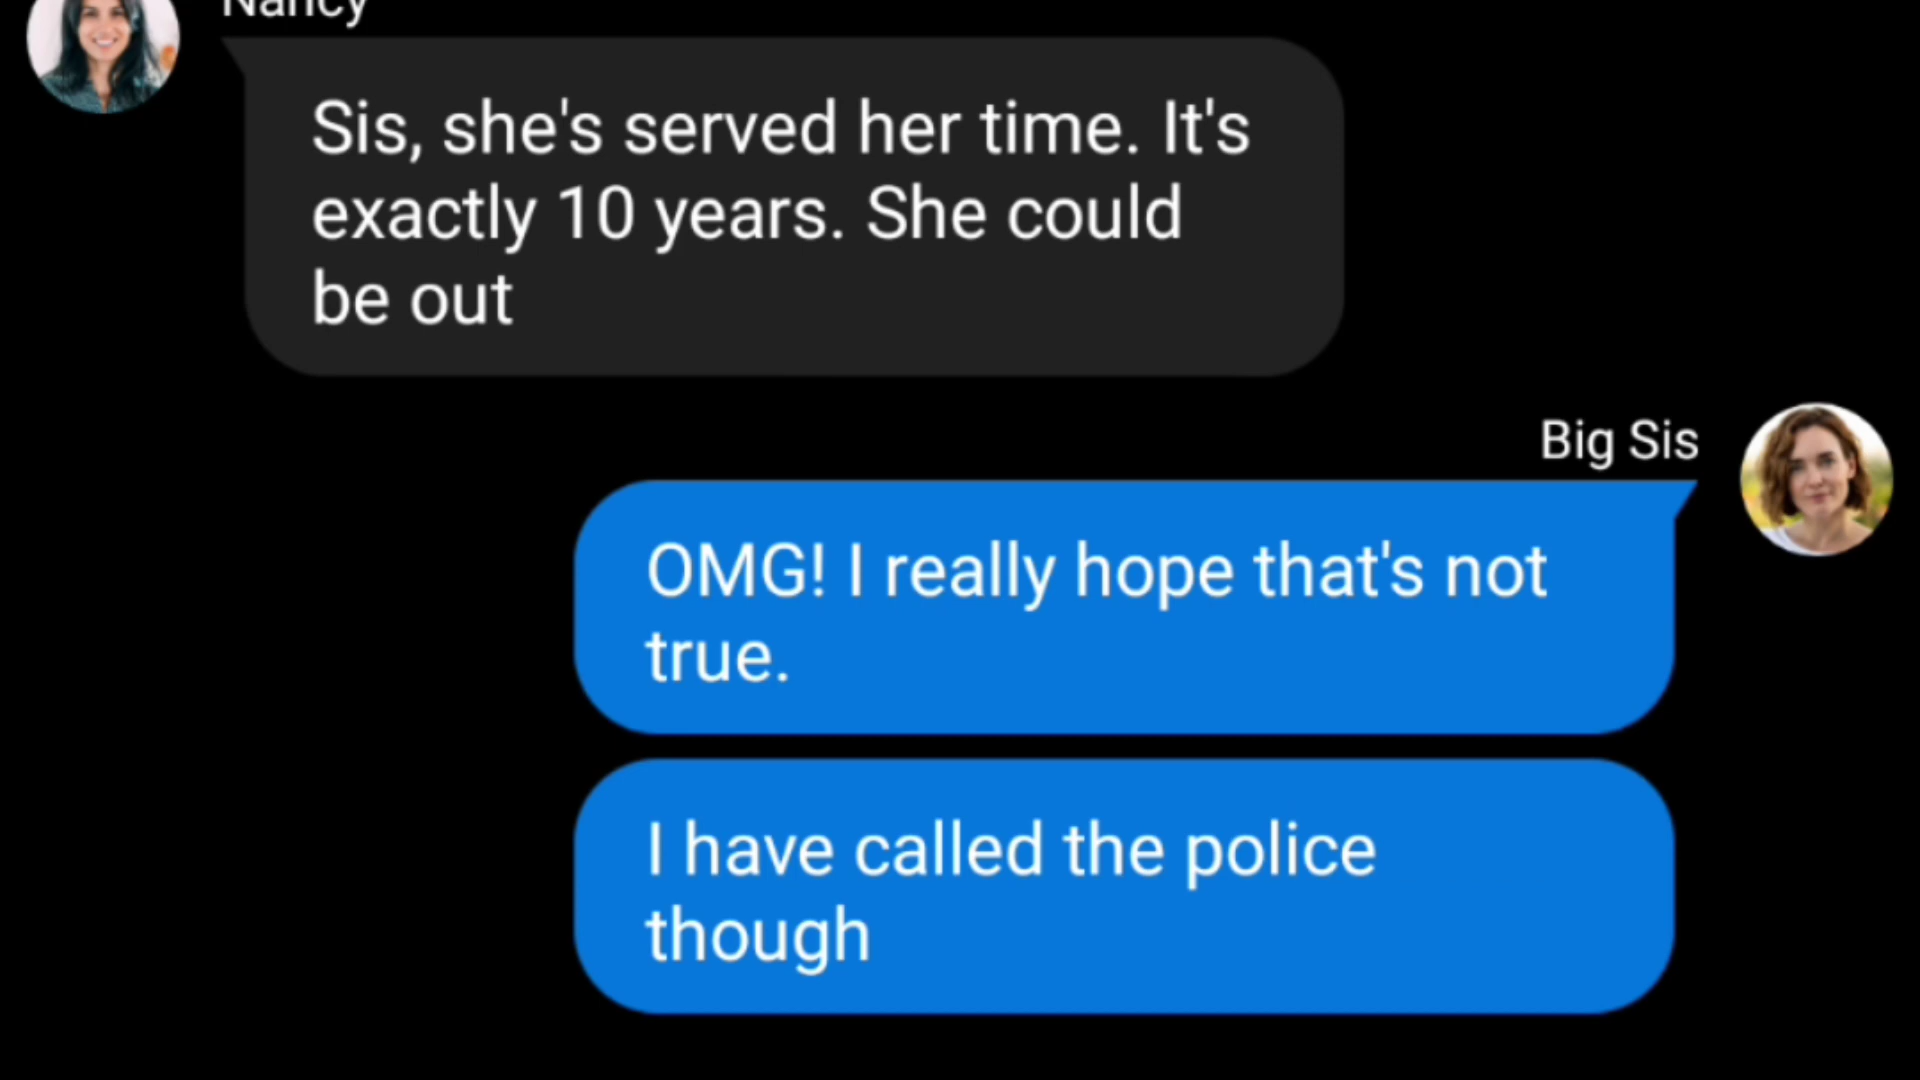 Nancy
Sis, she's served her time. It's
exactly 10 years. She could
be out
Big Sis
OMG! I really hope that's not
true.
I have called the police
though